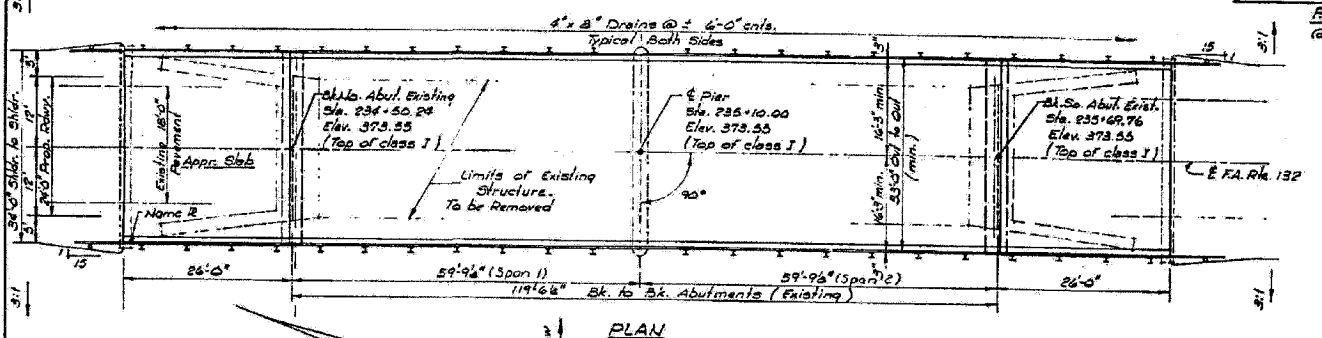 4"x 8" Drains @ ± 6'-0" cnts.
Typical Both Sides
3:1
3:1
15
1
Bk. No. Abut. Existing
Sta. 234+50.24
Elev. 373.55
(Top of class I)
℄ Pier
Sta. 235+10.00
Elev. 373.55
(Top of class I)
Bk. So. Abut. Exist.
Sta. 235+69.76
Elev. 373.55
(Top of class I)
34'-0" Shldr. to Shldr.
5'
12'
12'
5'
24'0" Prop. Rdwy.
Existing 18'-0"
Pavement
Appr. Slab
Limits of Existing
Structure
To be Removed
90°
3"
16'-3" min.
16'-3" min.
3"
33'-0" Out to Out
(min.)
℄ F.A. Rte. 132
Name ℞
1
15
26'-0"
59'-9⅛" (Span 1)
59'-9⅛" (Span 2)
26'-0"
119'-6¼" Bk. to Bk. Abutments (Existing)
3:1
3:1
PLAN